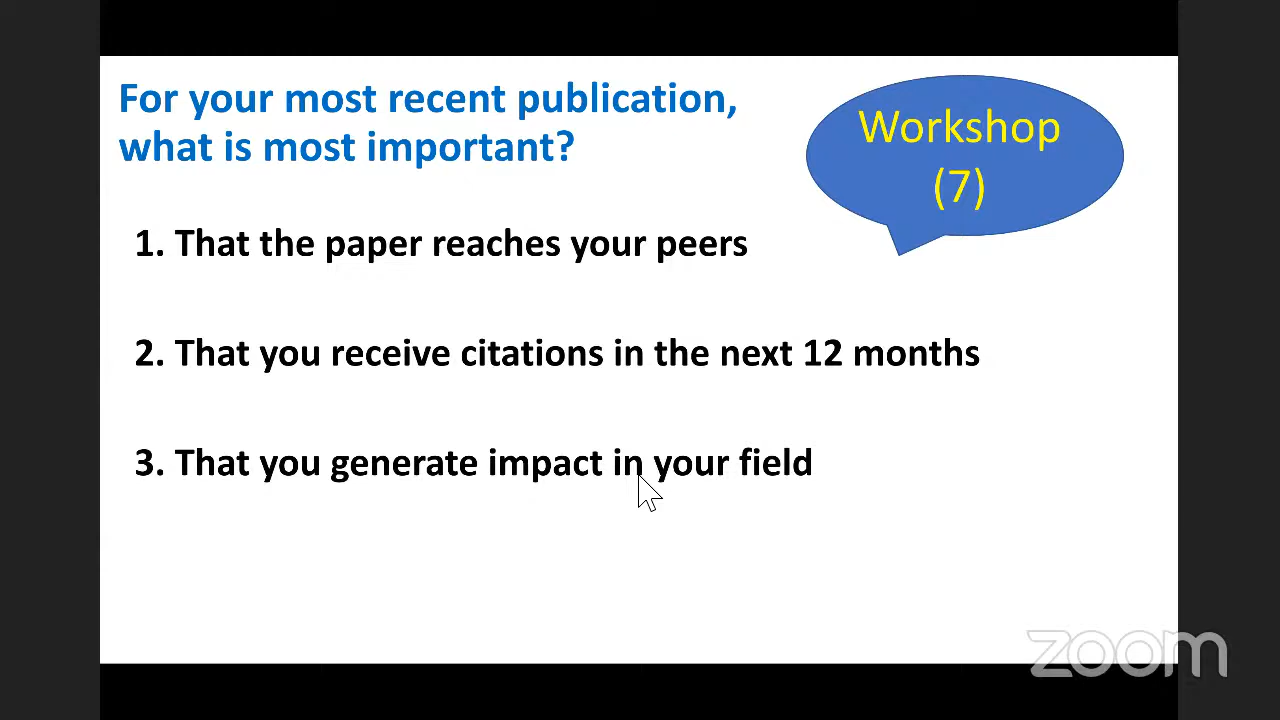 For your most recent publication,
what is most important?
Workshop
(7)
1. That the paper reaches your peers
2. That you receive citations in the next 12 months
3. That you generate impact in your field
zoom